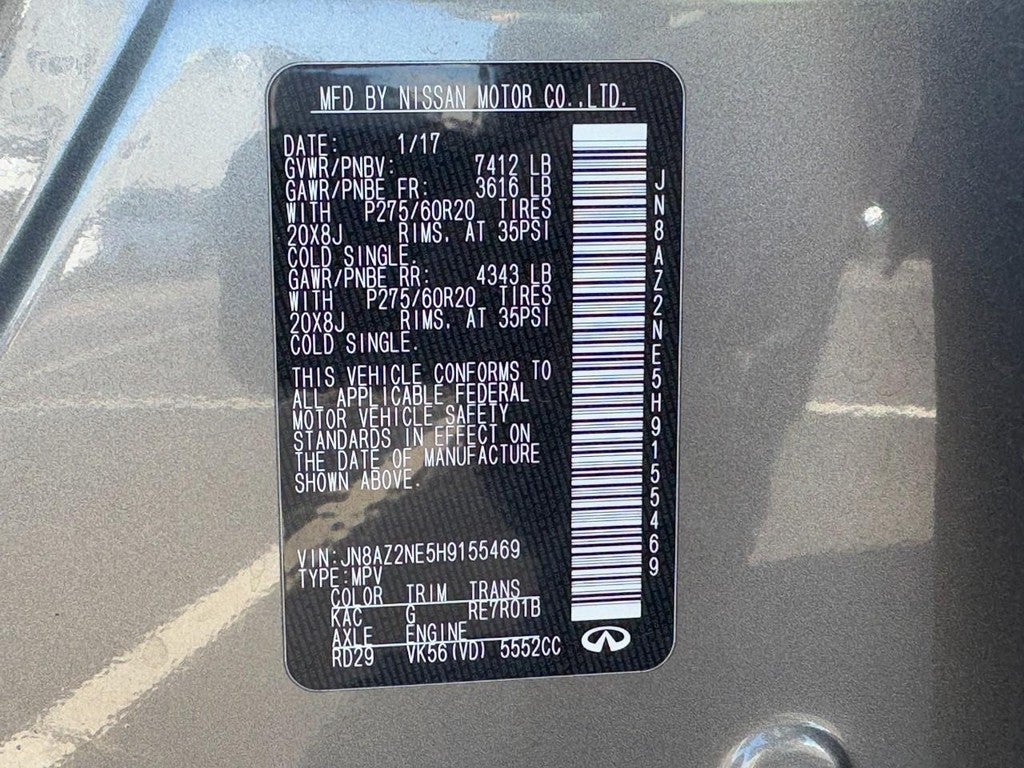 MFD BY NISSAN MOTOR CO.,LTD.
DATE: 1/17
GVWR/PNBV: 7412 LB
GAWR/PNBE FR: 3616 LB
WITH P275/60R20 TIRES
20X8J RIMS. AT 35PSI
COLD SINGLE.
GAWR/PNBE RR: 4343 LB
WITH P275/60R20 TIRES
20X8J RIMS. AT 35PSI
COLD SINGLE.
THIS VEHICLE CONFORMS TO
ALL APPLICABLE FEDERAL
MOTOR VEHICLE SAFETY
STANDARDS IN EFFECT ON
THE DATE OF MANUFACTURE
SHOWN ABOVE.
VIN:JN8AZ2NE5H9155469
TYPE:MPV
COLOR TRIM TRANS
KAC G RE7R01B
AXLE ENGINE
RD29 VK56(VD) 5552CC
JN8AZ2NE5H9155469